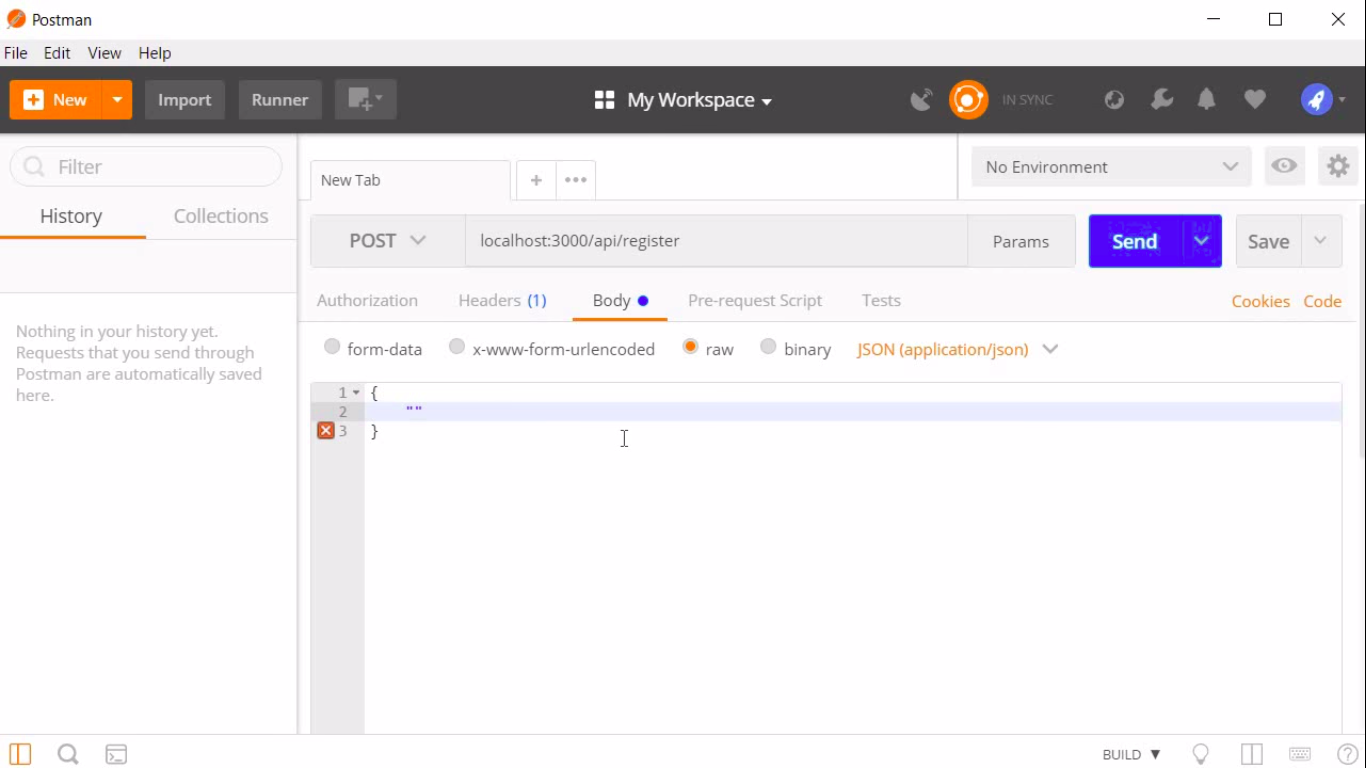 Postman
File Edit View Help
New Import Runner My Workspace IN SYNC
Filter
History Collections
Nothing in your history yet.
Requests that you send through
Postman are automatically saved
here.
New Tab + •••
No Environment
POST localhost:3000/api/register Params Send Save
Authorization Headers (1) Body Pre-request Script Tests Cookies Code
form-data x-www-form-urlencoded raw binary JSON (application/json)
1 {
2 ""
3 }
BUILD